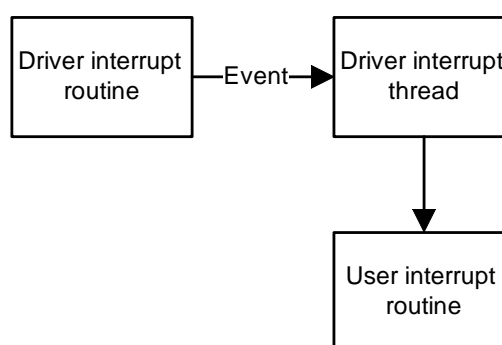 Driver interrupt
routine
Event
Driver interrupt
thread
User interrupt
routine